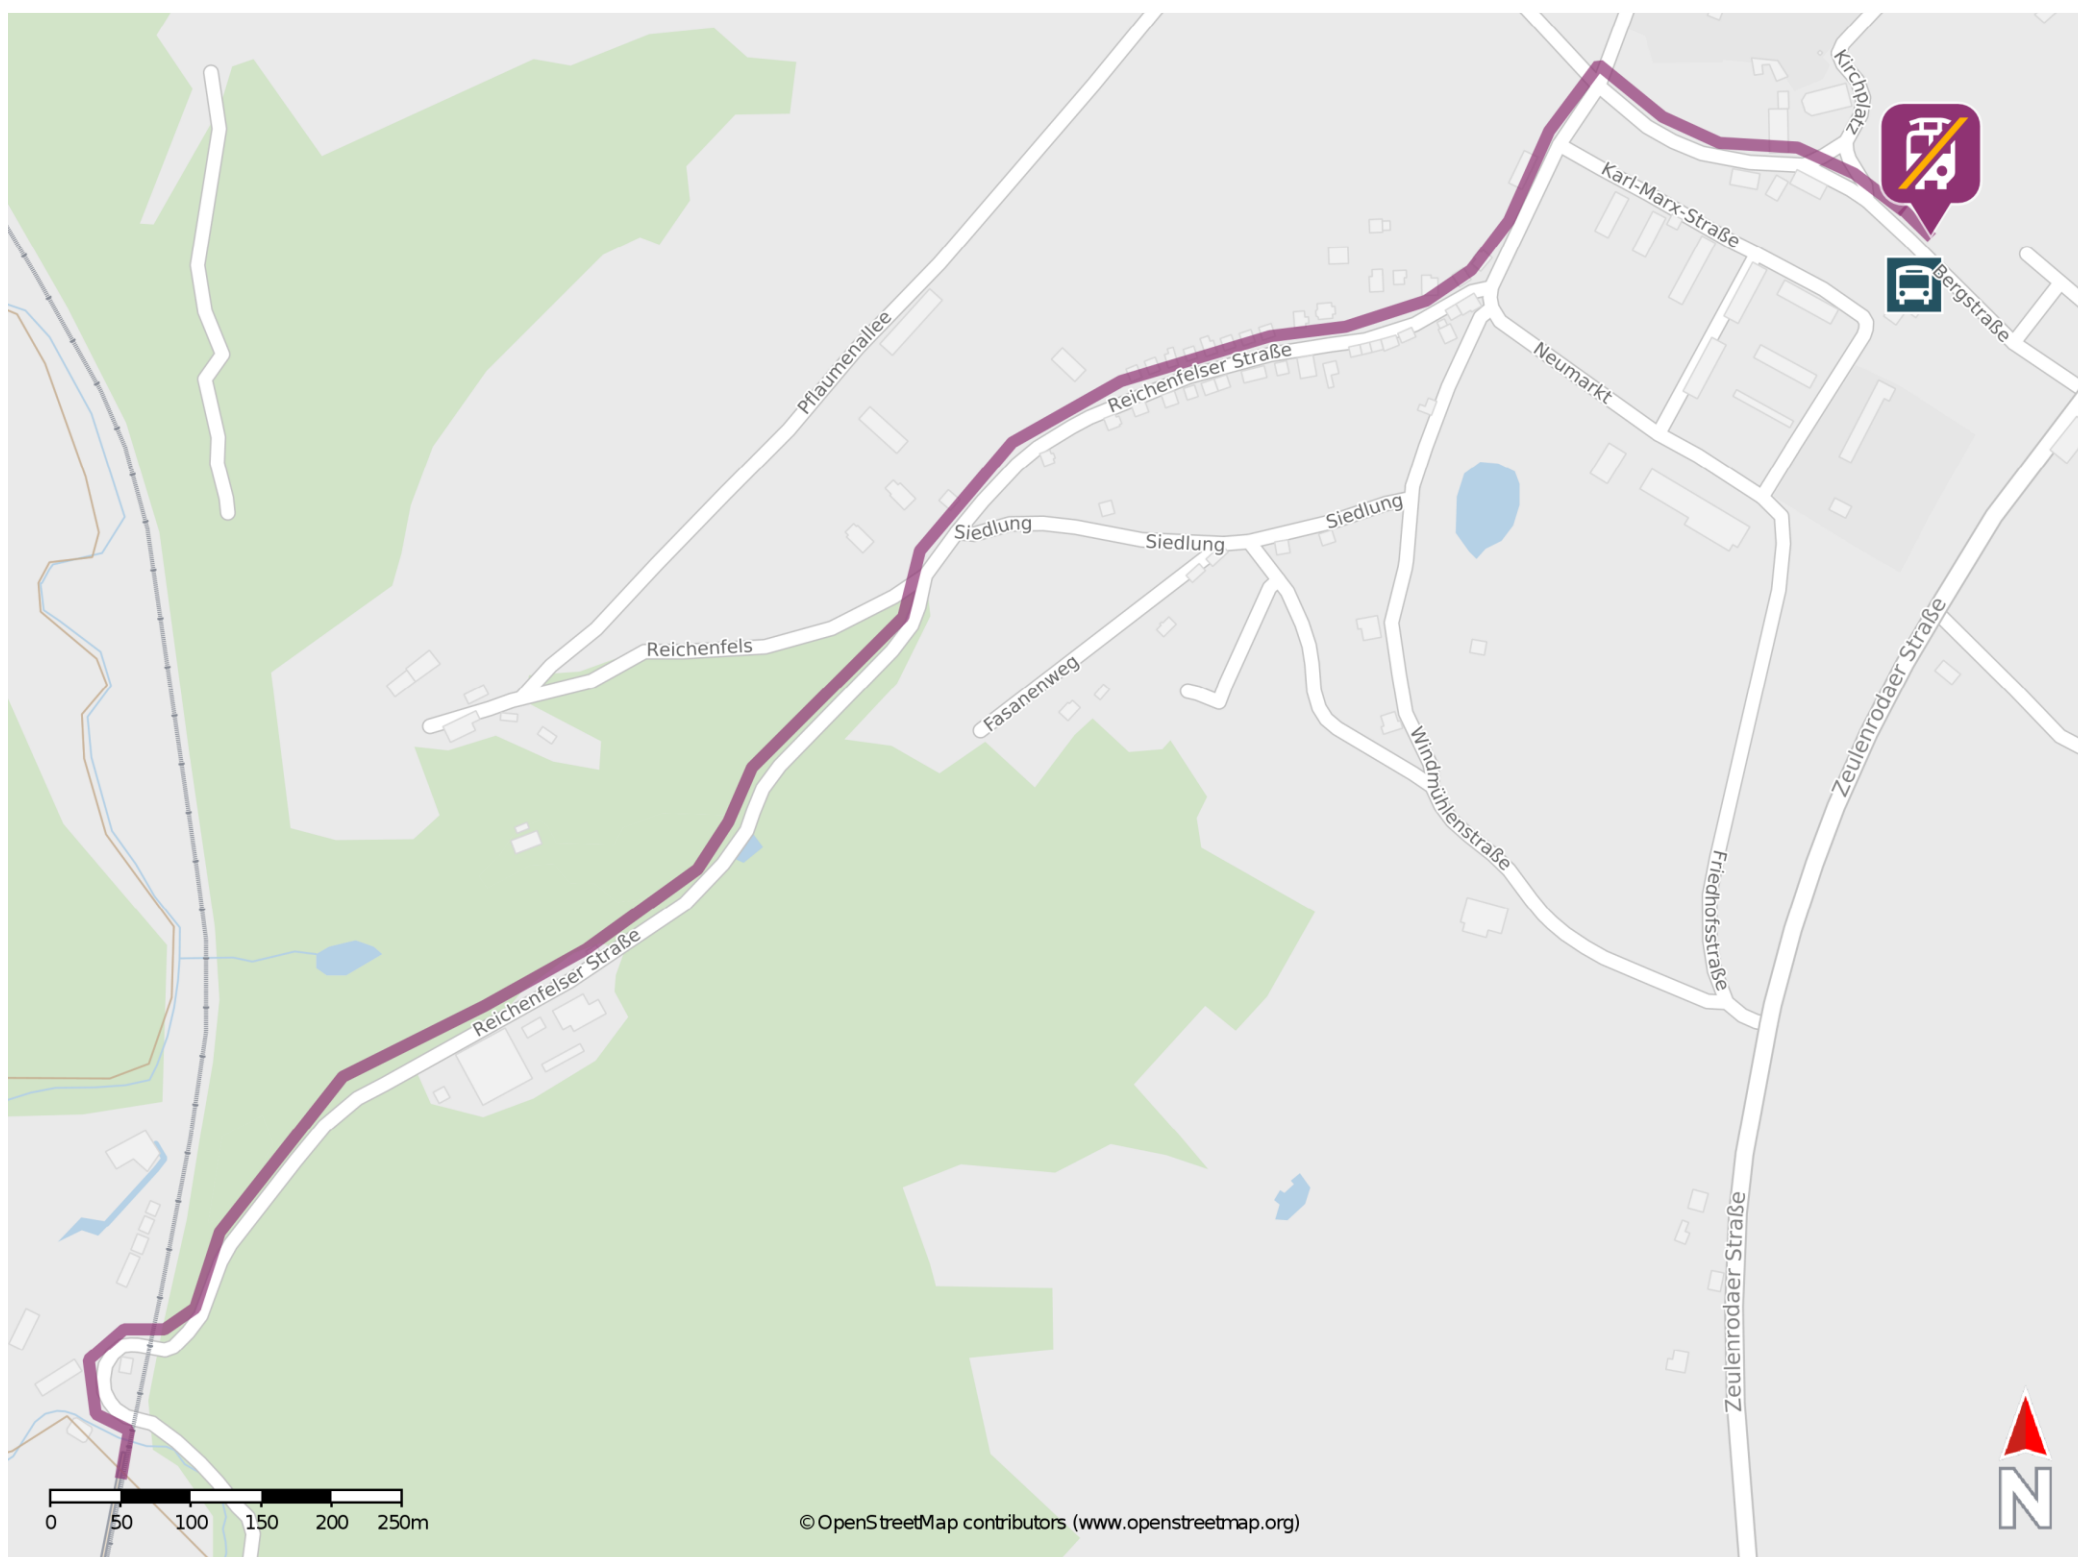 Kirchplatz
Karl-Marx-Straße
Bergstraße
Pflaumenallee
Reichenfelser Straße
Neumarkt
Siedlung
Siedlung
Siedlung
Reichenfels
Fasanenweg
Zeulenrodaer Straße
Windmühlenstraße
Friedhofsstraße
Reichenfelser Straße
Zeulenrodaer Straße
N
0 50 100 150 200 250m
© OpenStreetMap contributors (www.openstreetmap.org)